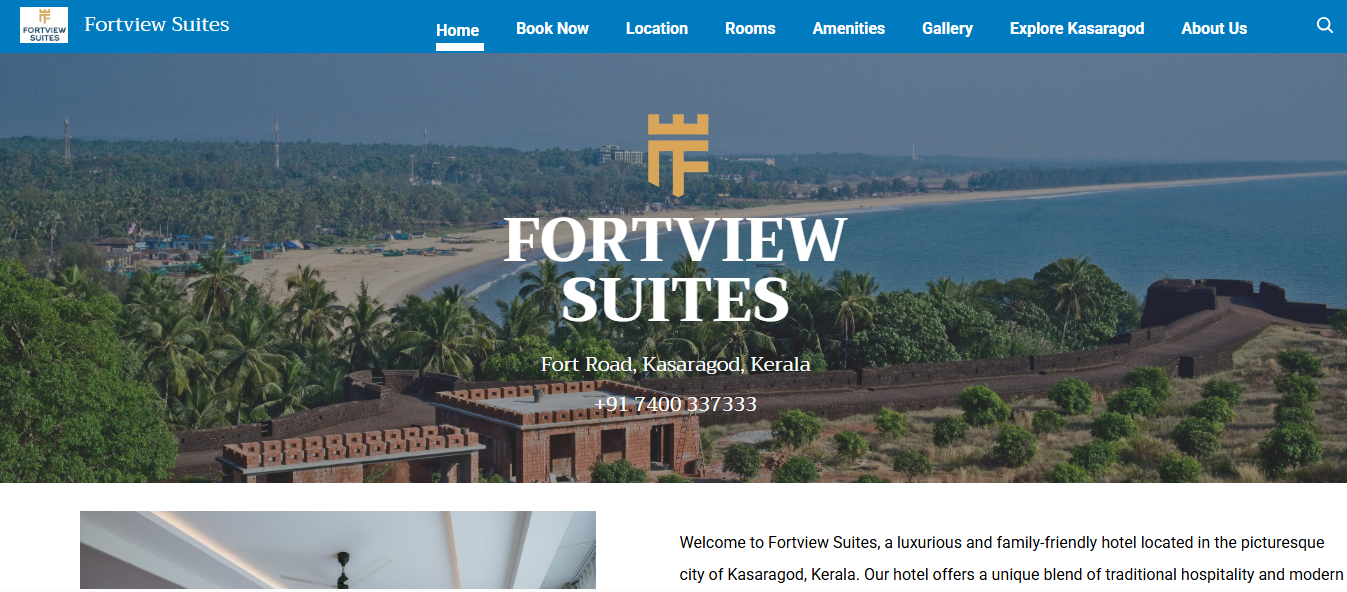 FORTVIEW
SUITES
Fortview Suites
Home
Book Now
Location
Rooms
Amenities
Gallery
Explore Kasaragod
About Us
FORTVIEW
SUITES
Fort Road, Kasaragod, Kerala
+91 7400 337333
Welcome to Fortview Suites, a luxurious and family-friendly hotel located in the picturesque
city of Kasaragod, Kerala. Our hotel offers a unique blend of traditional hospitality and modern